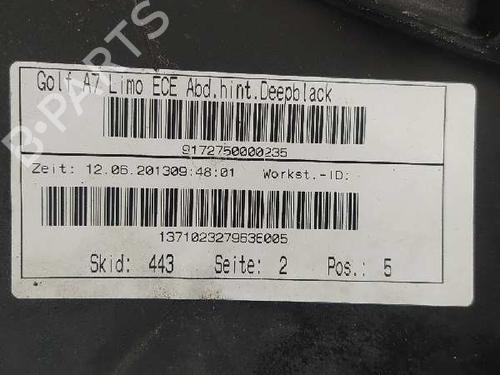 B-PARTS
Golf A7 Limo ECE Abd.hint.Deepblack
9172750000235
Zeit: 12.06.201309:48:01 Workst.-ID:
1371023279636005
Skid: 443 Seite: 2 Pos.: 5